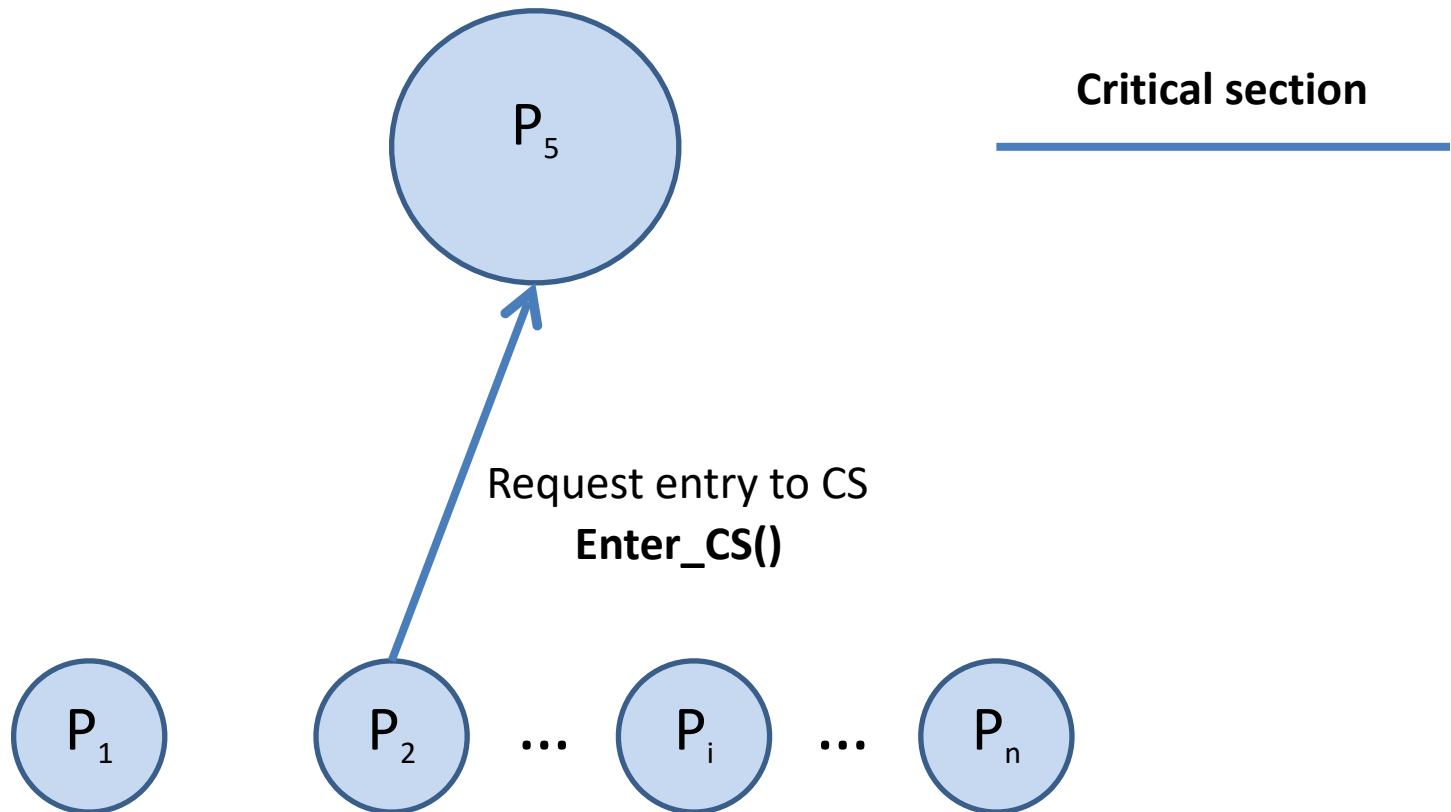 P₅
Critical section
Request entry to CS
Enter_CS()
P₁ P₂ ... Pᵢ ... Pₙ